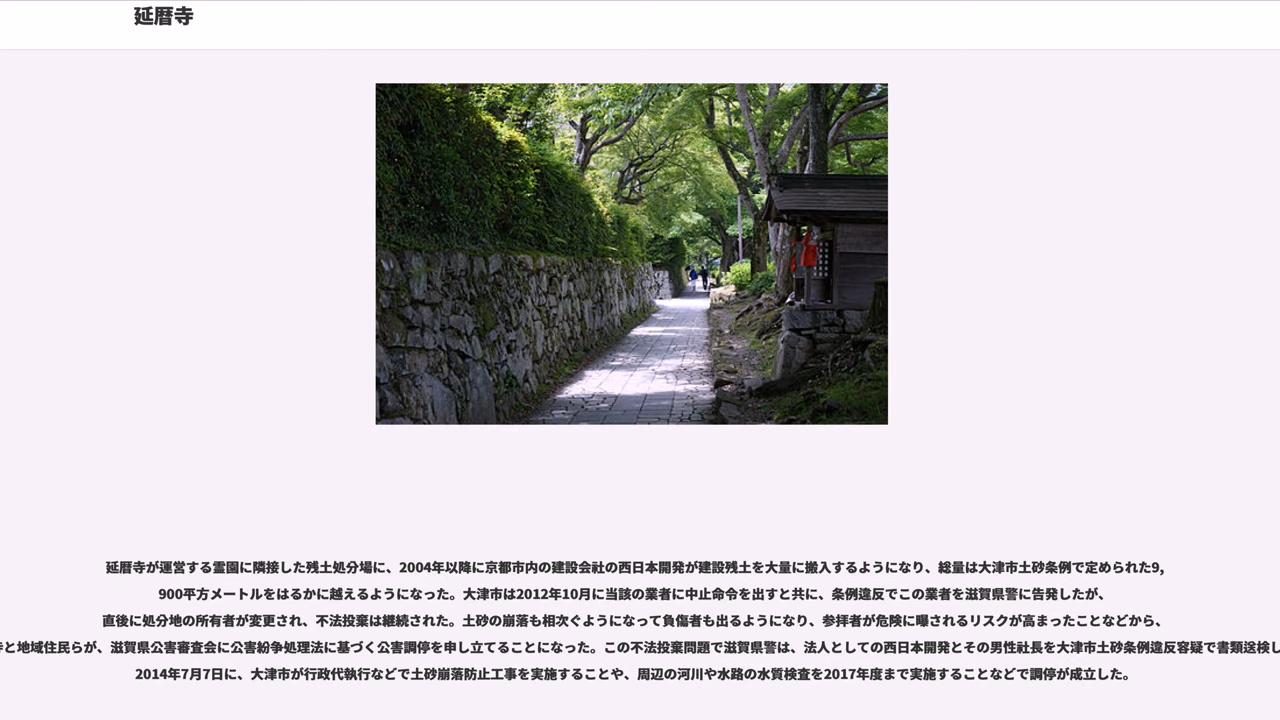 延暦寺
延暦寺が運営する霊園に隣接した残土処分場に、2004年以降に京都市内の建設会社の西日本開発が建設残土を大量に搬入するようになり、総量は大津市土砂条例で定められた9,
900平方メートルをはるかに越えるようになった。大津市は2012年10月に当該の業者に中止命令を出すと共に、条例違反でこの業者を滋賀県警に告発したが、
直後に処分地の所有者が変更され、不法投棄は継続された。土砂の崩落も相次ぐようになって負傷者も出るようになり、参拝者が危険に曝されるリスクが高まったことなどから、
と地域住民らが、滋賀県公害審査会に公害紛争処理法に基づく公害調停を申し立てることになった。この不法投棄問題で滋賀県警は、法人としての西日本開発とその男性社長を大津市土砂条例違反容疑で書類送検し
2014年7月7日に、大津市が行政代執行などで土砂崩落防止工事を実施することや、周辺の河川や水路の水質検査を2017年度まで実施することなどで調停が成立した。